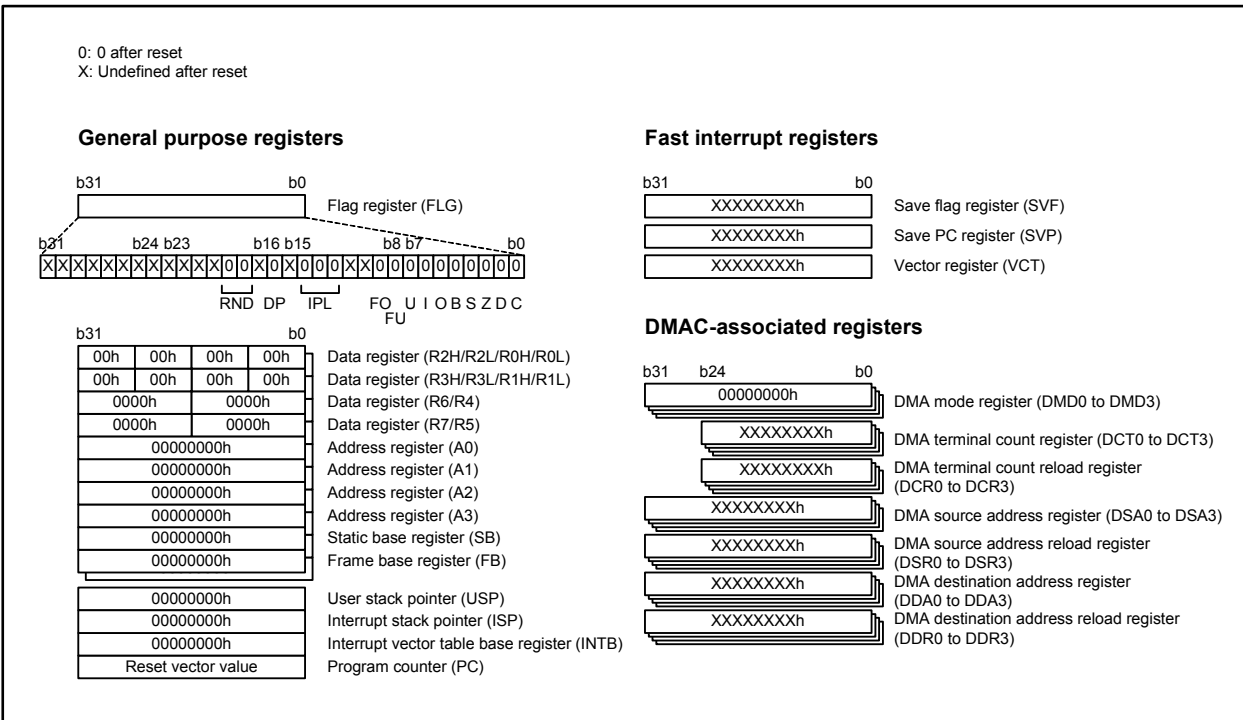 0: 0 after reset
X: Undefined after reset
General purpose registers
b31 b0
Flag register (FLG)
b31 b24 b23 b16 b15 b8 b7 b0
X X X X X X X X X X X X 0 0 X 0 X 0 0 0 X X 0 0 0 0 0 0 0 0 0 0
RND DP IPL FO U I O B S Z D C
FU
b31 b0
00h 00h 00h 00h Data register (R2H/R2L/R0H/R0L)
00h 00h 00h 00h Data register (R3H/R3L/R1H/R1L)
0000h 0000h Data register (R6/R4)
0000h 0000h Data register (R7/R5)
00000000h Address register (A0)
00000000h Address register (A1)
00000000h Address register (A2)
00000000h Address register (A3)
00000000h Static base register (SB)
00000000h Frame base register (FB)
00000000h User stack pointer (USP)
00000000h Interrupt stack pointer (ISP)
00000000h Interrupt vector table base register (INTB)
Reset vector value Program counter (PC)
Fast interrupt registers
b31 b0
XXXXXXXXh Save flag register (SVF)
XXXXXXXXh Save PC register (SVP)
XXXXXXXXh Vector register (VCT)
DMAC-associated registers
b31 b24 b0
00000000h DMA mode register (DMD0 to DMD3)
XXXXXXXXh DMA terminal count register (DCT0 to DCT3)
XXXXXXXXh DMA terminal count reload register
(DCR0 to DCR3)
XXXXXXXXh DMA source address register (DSA0 to DSA3)
XXXXXXXXh DMA source address reload register
(DSR0 to DSR3)
XXXXXXXXh DMA destination address register
(DDA0 to DDA3)
XXXXXXXXh DMA destination address reload register
(DDR0 to DDR3)